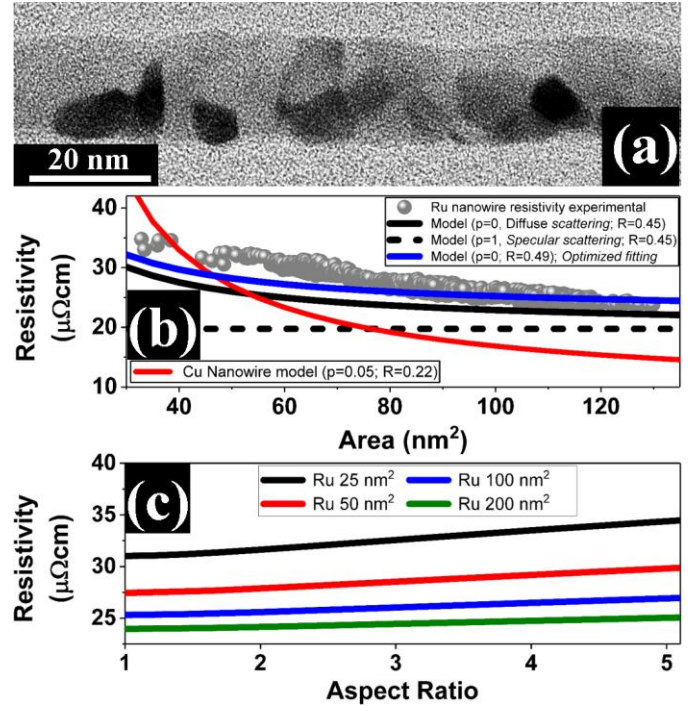 20 nm
(a)
Resistivity
(μΩcm)
40
30
20
10
Ru nanowire resistivity experimental
Model (p=0, Diffuse scattering; R=0.45)
Model (p=1, Specular scattering; R=0.45)
Model (p=0; R=0.49); Optimized fitting
(b)
Cu Nanowire model (p=0.05; R=0.22)
40 60 80 100 120
Area (nm²)
Resistivity
(μΩcm)
40
35
30
25
(c)
Ru 25 nm² Ru 100 nm²
Ru 50 nm² Ru 200 nm²
1 2 3 4 5
Aspect Ratio